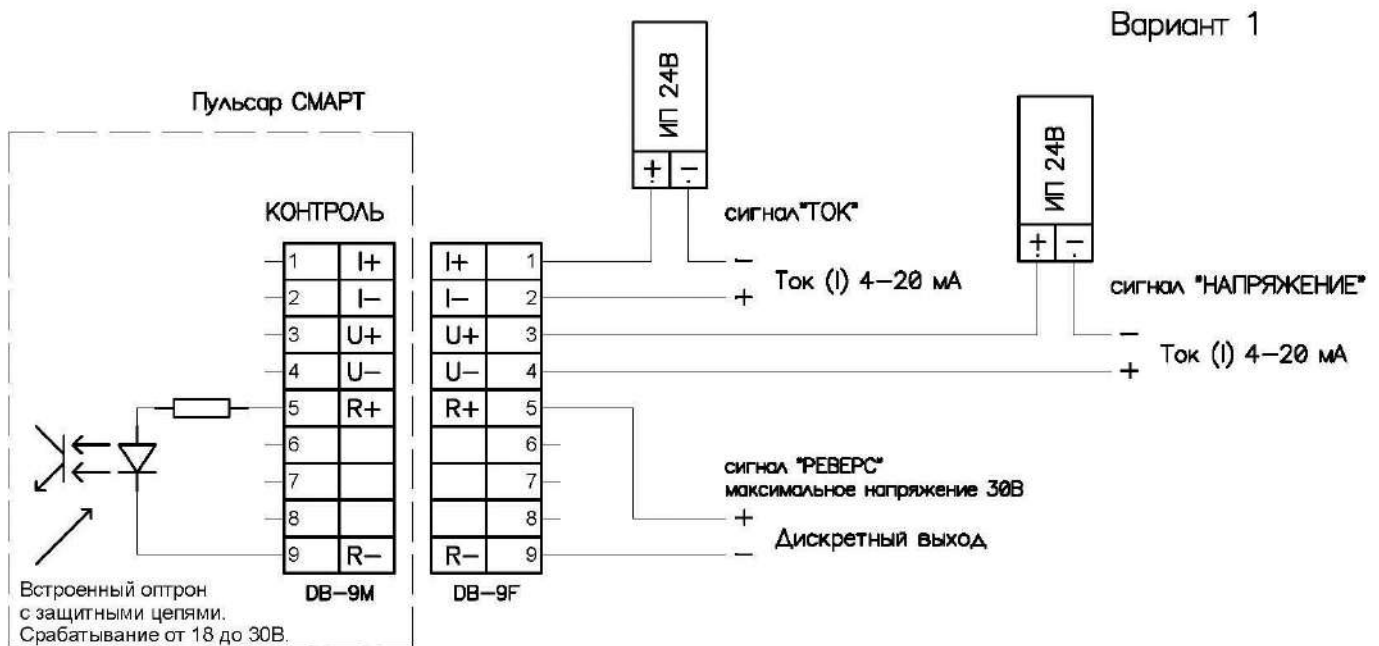 Вариант 1
Пульсар СМАРТ
ИП 24В
+ −
ИП 24В
+ −
КОНТРОЛЬ
1 I+
2 I−
3 U+
4 U−
5 R+
6
7
8
9 R−
DB−9M
I+ 1
I− 2
U+ 3
U− 4
R+ 5
6
7
8
R− 9
DB−9F
сигнал"ТОК"
−
Ток (I) 4−20 мА
+
сигнал "НАПРЯЖЕНИЕ"
−
Ток (I) 4−20 мА
+
сигнал "РЕВЕРС"
максимальное напряжение 30В
+
Дискретный выход
−
Встроенный оптрон
с защитными цепями.
Срабатывание от 18 до 30В.